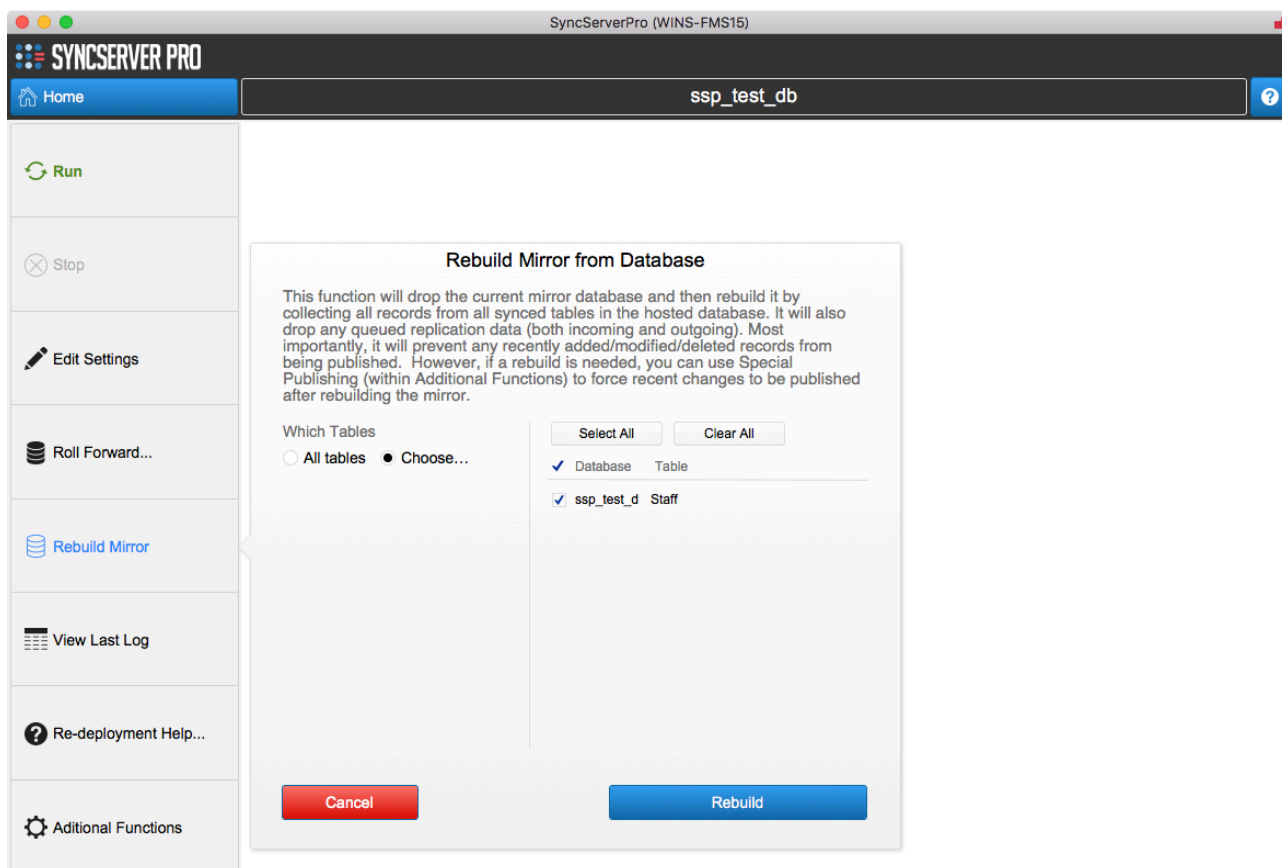 SyncServerPro (WINS-FMS15)
SYNCSERVER PRO
Home
ssp_test_db
?
Run
Stop
Edit Settings
Roll Forward...
Rebuild Mirror
View Last Log
Re-deployment Help...
Aditional Functions
Rebuild Mirror from Database
This function will drop the current mirror database and then rebuild it by
collecting all records from all synced tables in the hosted database. It will also
drop any queued replication data (both incoming and outgoing). Most
importantly, it will prevent any recently added/modified/deleted records from
being published.  However, if a rebuild is needed, you can use Special
Publishing (within Additional Functions) to force recent changes to be published
after rebuilding the mirror.
Which Tables
All tables Choose...
Select All Clear All
Database Table
ssp_test_d Staff
Cancel Rebuild